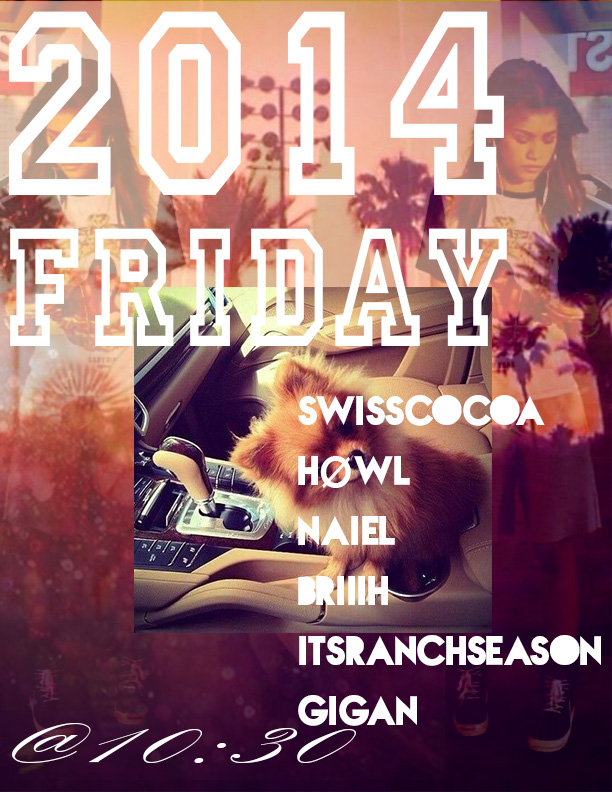 2014
FRIDAY
SWISSCOCOA
HØWL
NAIEL
BRIIIH
ITSRANCHSEASON
GIGAN
@10:30